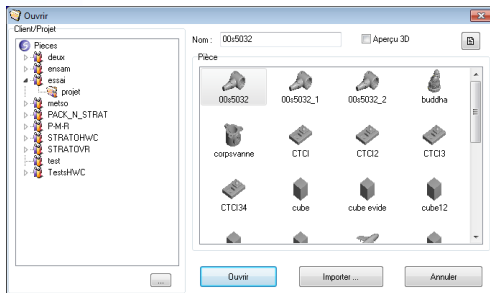 Ouvrir
Client/Projet
Pieces
deux
ensam
essai
projet
metso
PACK_N_STRAT
P-M-R
STRATOHWC
STRATOVR
test
TestsHWC
...
Nom : 00s5032
Aperçu 3D
Pièce
00s5032 00s5032_1 00s5032_2 buddha
corpsvanne CTCI CTCI2 CTCI3
CTCI34 cube cube evide cube12
Ouvrir Importer ... Annuler